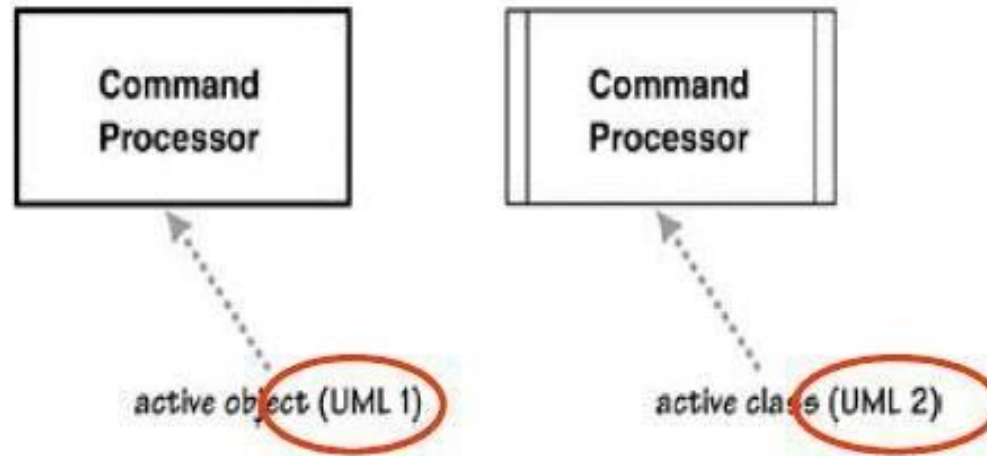 Command
Processor
Command
Processor
active object (UML 1)
active class (UML 2)